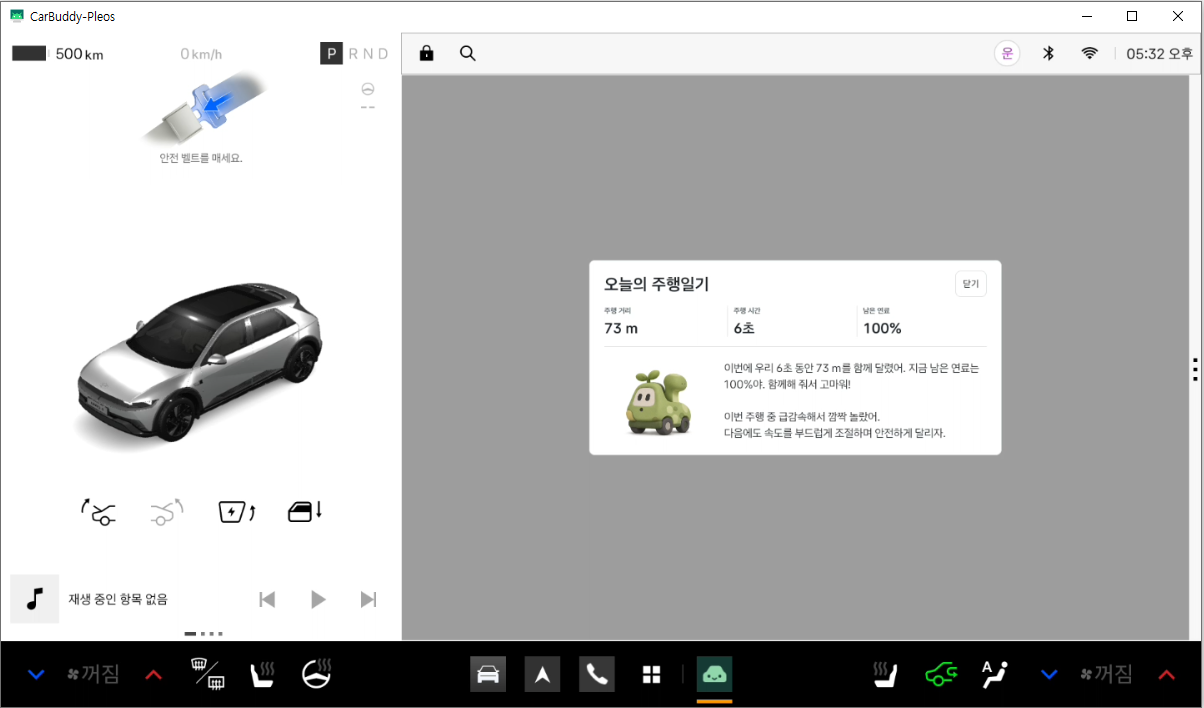 CarBuddy-Pleos
500 km
0 km/h
P R N D
운
05:32 오후
안전 벨트를 매세요.
오늘의 주행일기
닫기
주행 거리
73 m
주행 시간
6초
남은 연료
100%
이번에 우리 6초 동안 73 m를 함께 달렸어. 지금 남은 연료는
100%야. 함께해 줘서 고마워!
이번 주행 중 급감속해서 깜짝 놀랐어.
다음에도 속도를 부드럽게 조절하며 안전하게 달리자.
재생 중인 항목 없음
꺼짐
A
꺼짐